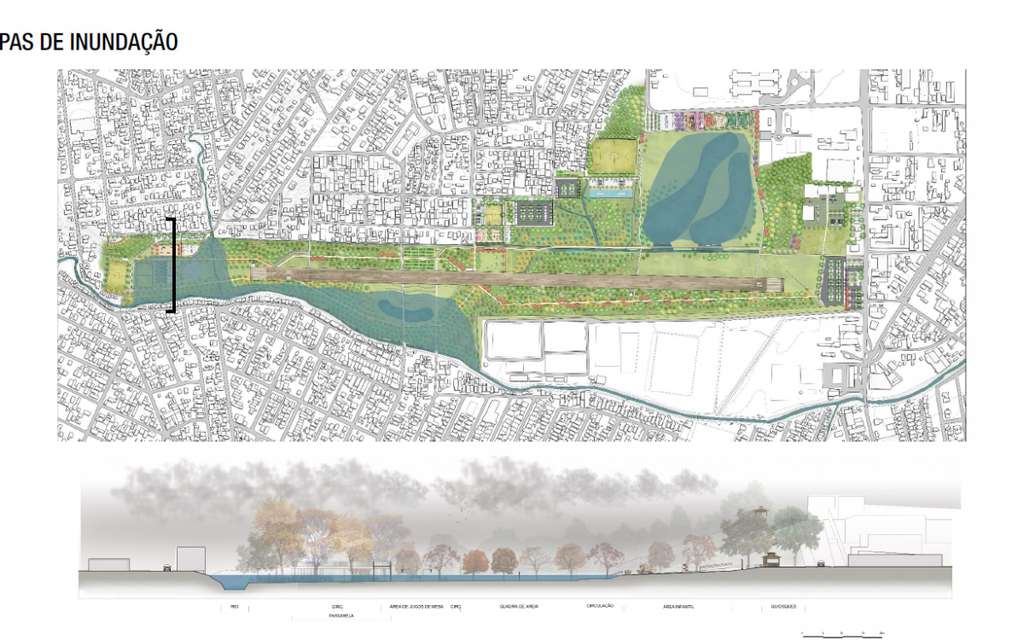 PAS DE INUNDAÇÃO
RIO
CIRC.
ÁREA DE JOGOS DE MESA
CIRC.
QUADRA DE AREIA
CIRCULAÇÃO
ÁREA INFANTIL
QUIOSQUES
PASSARELA